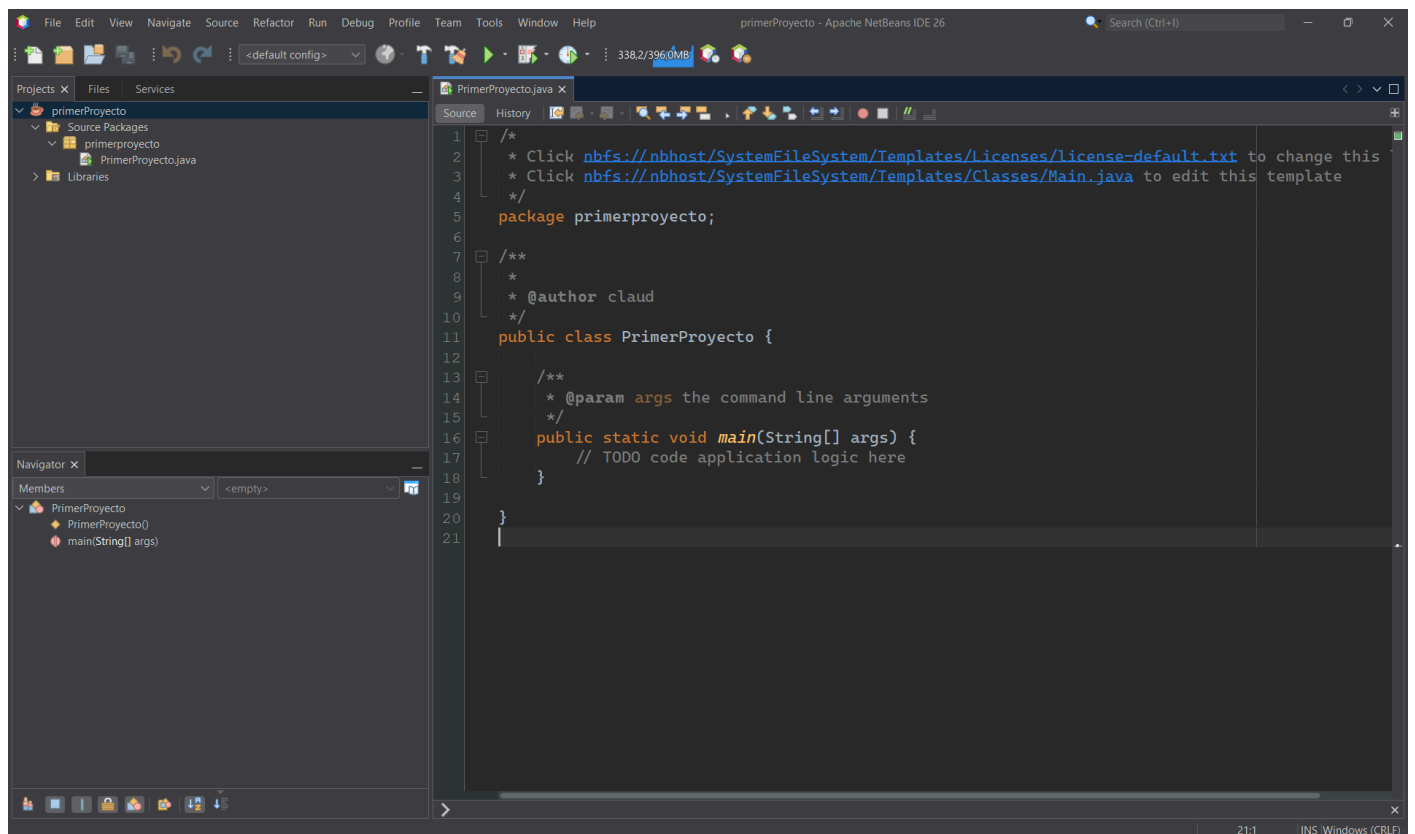 File Edit View Navigate Source Refactor Run Debug Profile Team Tools Window Help
primerProyecto - Apache NetBeans IDE 26
Search (Ctrl+I)
<default config>
338,2/396,0MB
Projects
Files
Services
primerProyecto
Source Packages
primerproyecto
PrimerProyecto.java
Libraries
Navigator
Members
<empty>
PrimerProyecto
PrimerProyecto()
main(String[] args)
PrimerProyecto.java
Source
History
1 /*
2 * Click nbfs://nbhost/SystemFileSystem/Templates/Licenses/license-default.txt to change this
3 * Click nbfs://nbhost/SystemFileSystem/Templates/Classes/Main.java to edit this template
4 */
5 package primerproyecto;
6
7 /**
8 *
9 * @author claud
10 */
11 public class PrimerProyecto {
12
13 /**
14 * @param args the command line arguments
15 */
16 public static void main(String[] args) {
17 // TODO code application logic here
18 }
19
20 }
21
21:1
INS
Windows (CRLF)